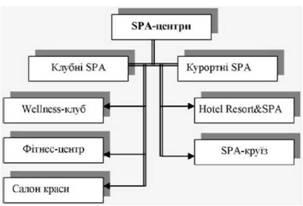 SPA-центри
Клубні SPA
Курортні SPA
Wellness-клуб
Hotel Resort&SPA
Фітнес-центр
SPA-круїз
Салон краси